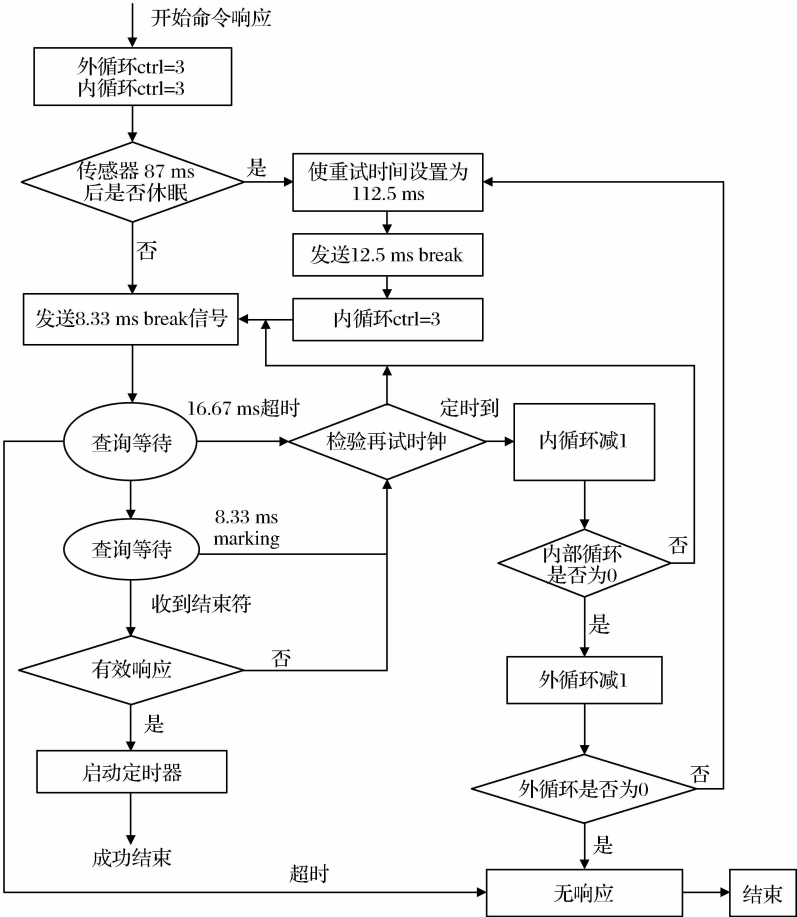 开始命令响应
外循环ctrl=3
内循环ctrl=3
传感器 87 ms
后是否休眠
是
使重试时间设置为
112.5 ms
否
发送12.5 ms break
发送8.33 ms break信号
内循环ctrl=3
16.67 ms超时
定时到
查询等待
检验再试时钟
内循环减1
8.33 ms
marking
查询等待
内部循环
是否为0
否
收到结束符
是
有效响应
否
外循环减1
是
启动定时器
外循环是否为0
否
成功结束
是
超时
无响应
结束